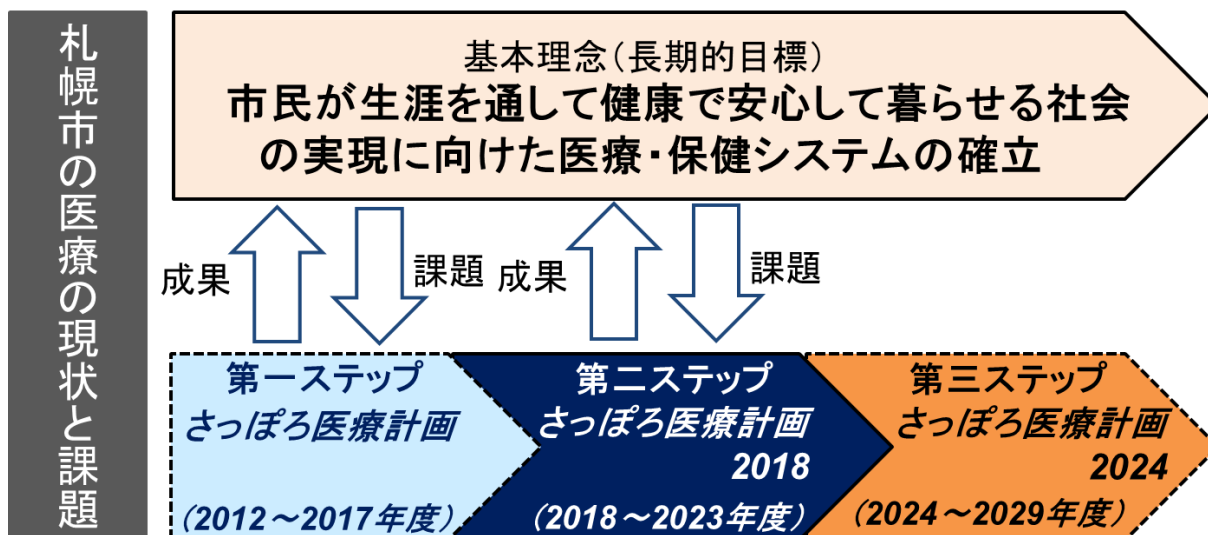 札幌市の医療の現状と課題
基本理念（長期的目標）
市民が生涯を通して健康で安心して暮らせる社会
の実現に向けた医療・保健システムの確立
成果
課題
成果
課題
第一ステップ
さっぽろ医療計画
（2012～2017年度）
第二ステップ
さっぽろ医療計画
2018
（2018～2023年度）
第三ステップ
さっぽろ医療計画
2024
（2024～2029年度）